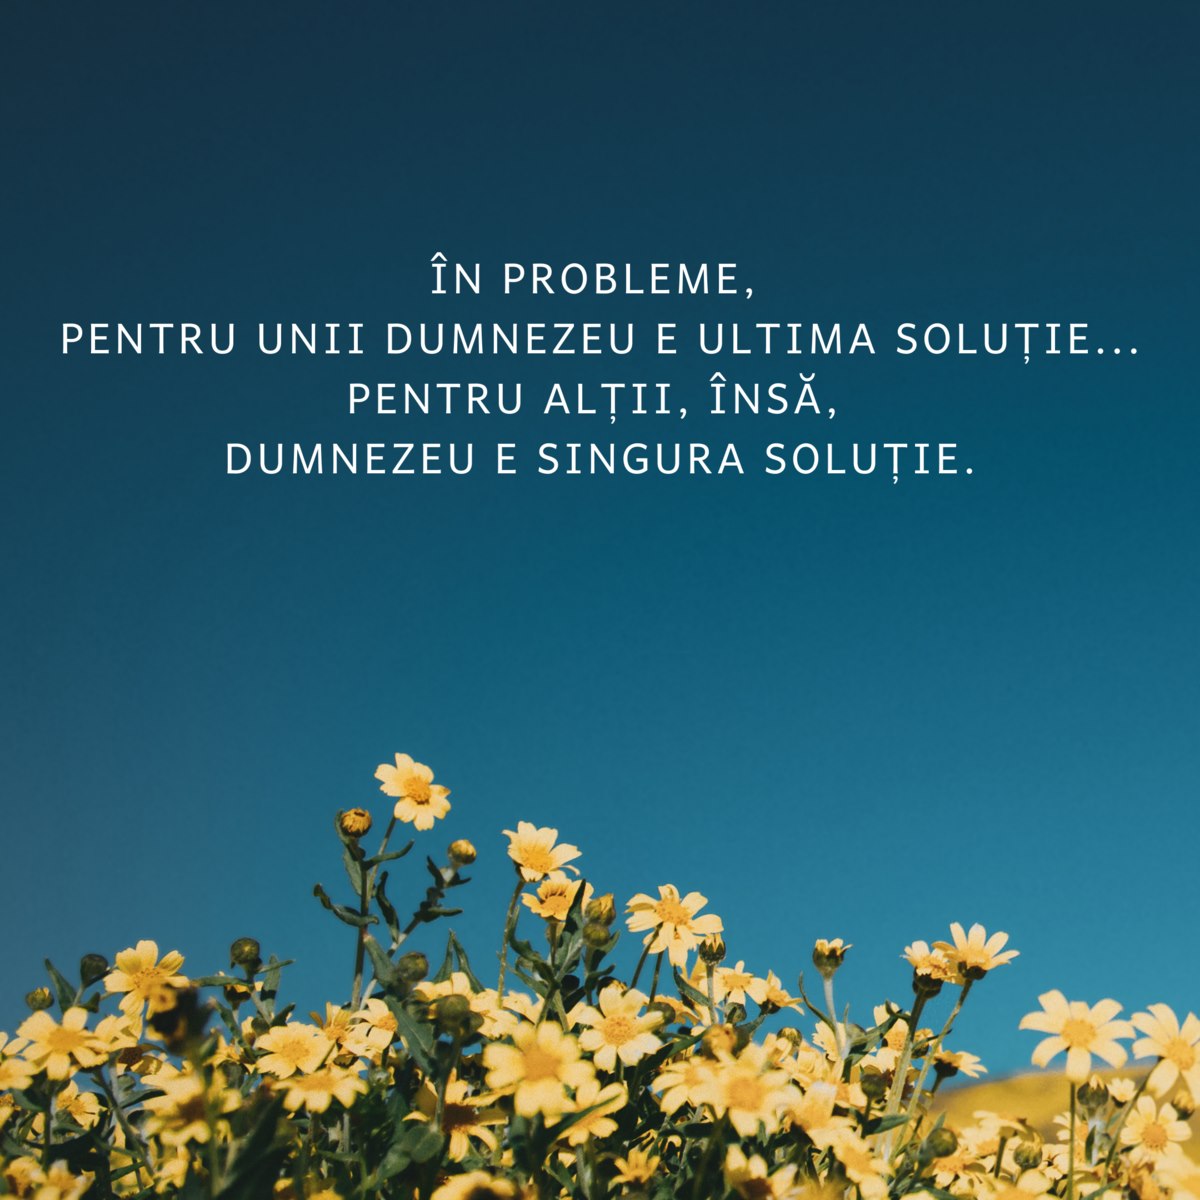 ÎN PROBLEME,
PENTRU UNII DUMNEZEU E ULTIMA SOLUȚIE...
PENTRU ALȚII, ÎNSĂ,
DUMNEZEU E SINGURA SOLUȚIE.